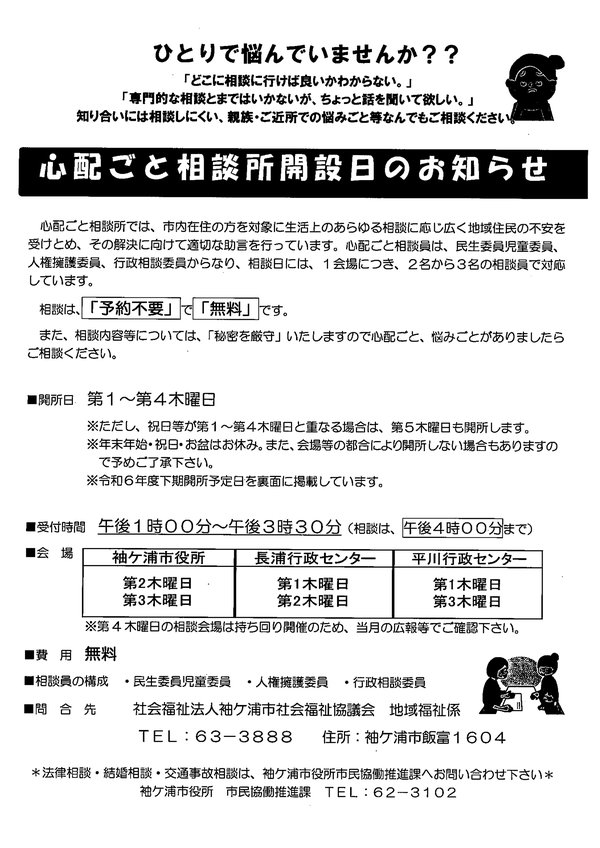 ひとりで悩んでいませんか？？
「どこに相談に行けば良いかわからない。」
「専門的な相談とまではいかないが、ちょっと話を聞いて欲しい。」
知り合いには相談しにくい、親族・ご近所での悩みごと等なんでもご相談ください。
心配ごと相談所開設日のお知らせ
心配ごと相談所では、市内在住の方を対象に生活上のあらゆる相談に応じ広く地域住民の不安を
受けとめ、その解決に向けて適切な助言を行っています。心配ごと相談員は、民生委員児童委員、
人権擁護委員、行政相談委員からなり、相談日には、１会場につき、２名から３名の相談員で対応
しています。
相談は、「予約不要」で「無料」です。
また、相談内容等については、「秘密を厳守」いたしますので心配ごと、悩みごとがありましたら
ご相談ください。
■開所日 第１～第４木曜日
※ただし、祝日等が第１～第４木曜日と重なる場合は、第５木曜日も開所します。
※年末年始・祝日・お盆はお休み。また、会場等の都合により開所しない場合もありますの
で予めご了承下さい。
※令和６年度下期開所予定日を裏面に掲載しています。
■受付時間 午後１時００分～午後３時３０分（相談は、午後４時００分まで）
■会 場
袖ケ浦市役所 長浦行政センター 平川行政センター
第２木曜日 第１木曜日 第１木曜日
第３木曜日 第２木曜日 第３木曜日
※第４木曜日の相談会場は持ち回り開催のため、当月の広報等でご確認下さい。
■費 用 無料
■相談員の構成 ・民生委員児童委員 ・人権擁護委員 ・行政相談委員
■問 合 先 社会福祉法人袖ケ浦市社会福祉協議会 地域福祉係
ＴＥＬ：６３－３８８８ 住所：袖ケ浦市飯富１６０４
＊法律相談・結婚相談・交通事故相談は、袖ケ浦市役所市民協働推進課へお問い合わせ下さい＊
袖ケ浦市役所 市民協働推進課 ＴＥＬ：６２－３１０２